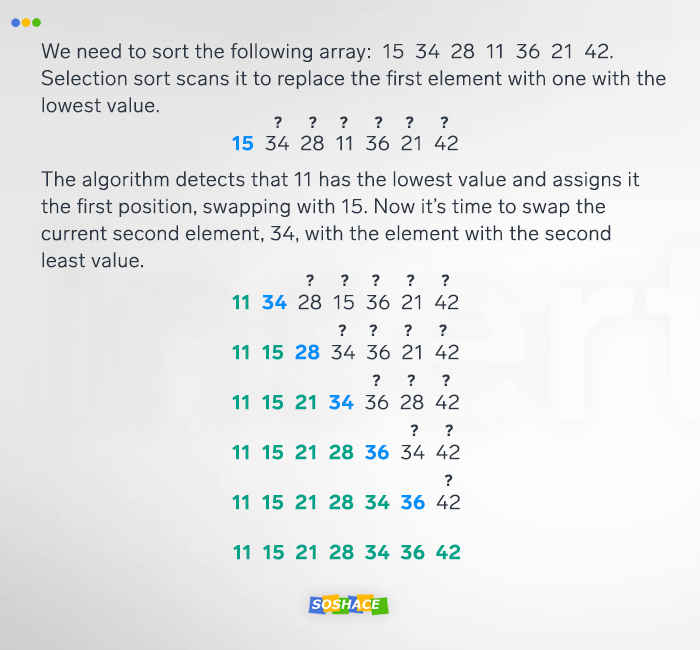 We need to sort the following array: 15 34 28 11 36 21 42.
Selection sort scans it to replace the first element with one with the
lowest value.
? ? ? ? ? ?
15 34 28 11 36 21 42
The algorithm detects that 11 has the lowest value and assigns it
the first position, swapping with 15. Now it's time to swap the
current second element, 34, with the element with the second
least value.
? ? ? ? ?
11 34 28 15 36 21 42
? ? ? ?
11 15 28 34 36 21 42
? ? ?
11 15 21 34 36 28 42
? ?
11 15 21 28 36 34 42
?
11 15 21 28 34 36 42
11 15 21 28 34 36 42
SOSHACE